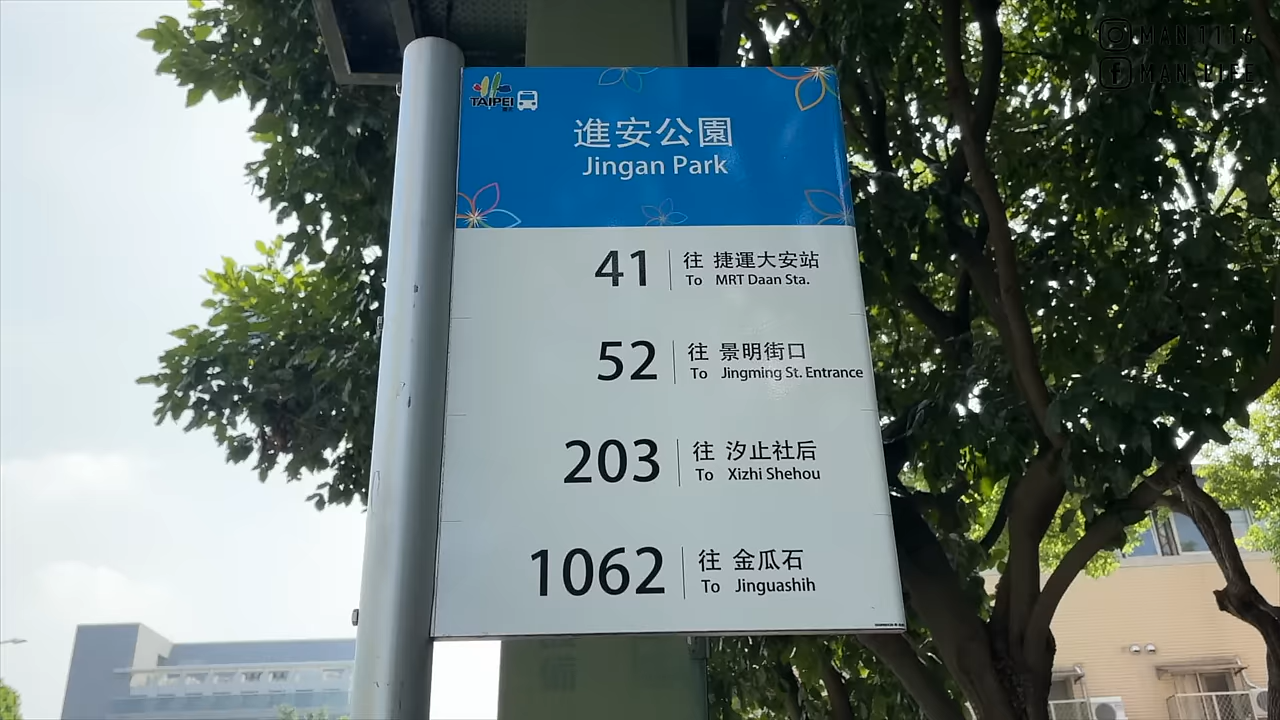 MAN1116
MAN.LIFE
TAIPEI
進安公園
Jingan Park
41 往 捷運大安站
To MRT Daan Sta.
52 往 景明街口
To Jingming St. Entrance
203 往 汐止社后
To Xizhi Shehou
1062 往 金瓜石
To Jinguashih